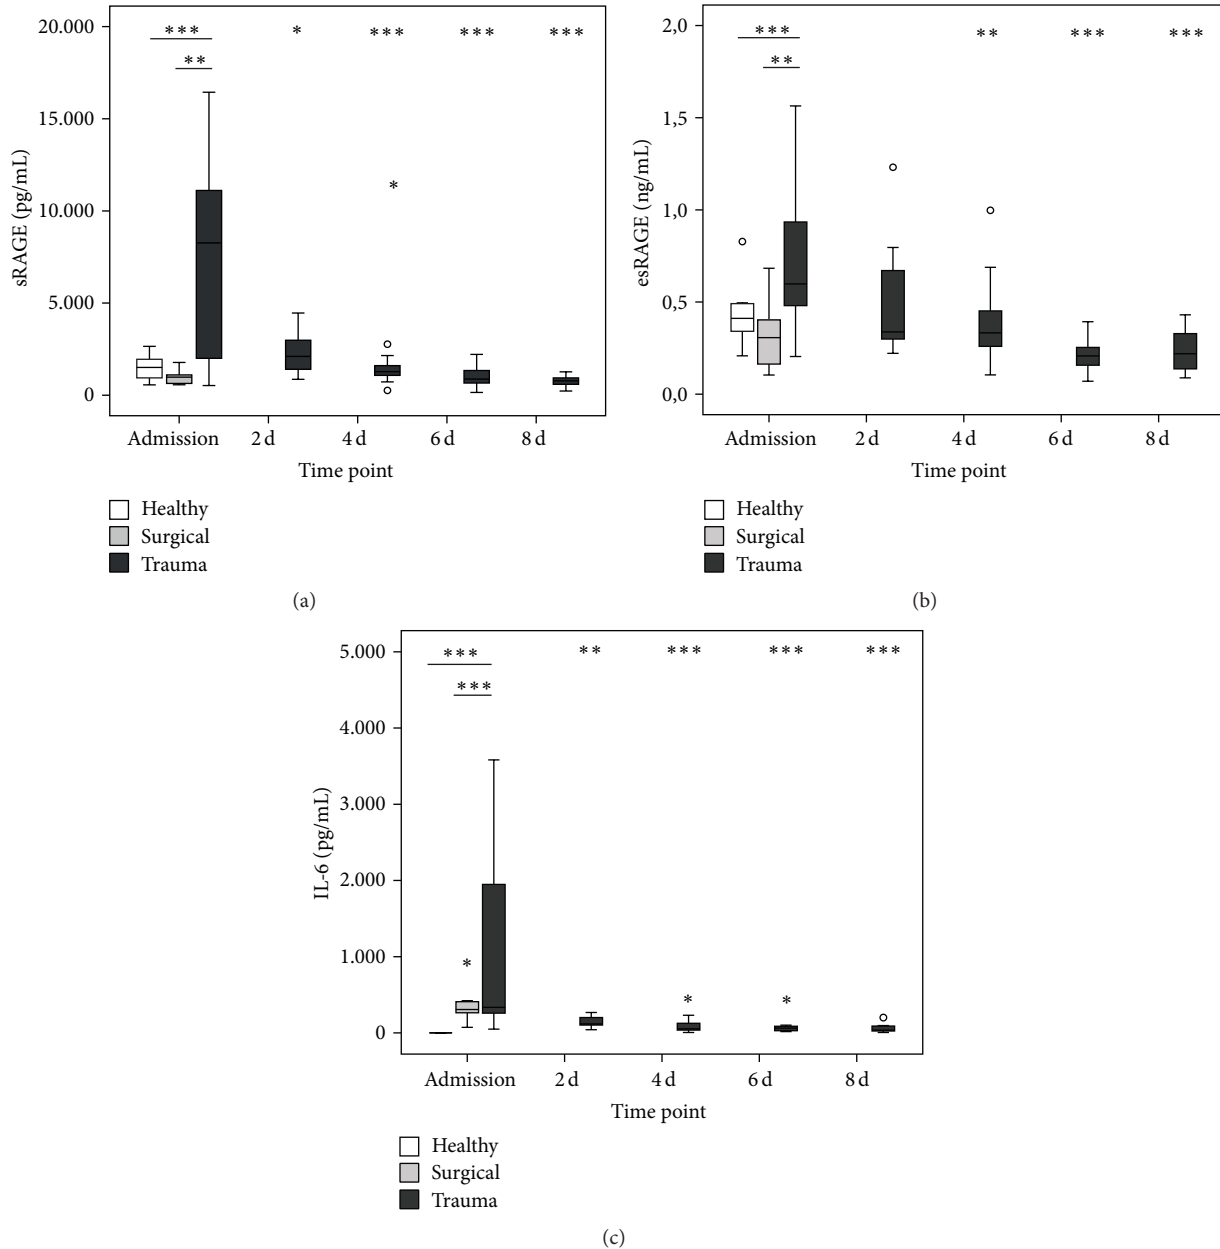 20.000
15.000
10.000
5.000
0
sRAGE (pg/mL)
*** * *** *** ***
**
*
Admission 2 d 4 d 6 d 8 d
Time point
Healthy
Surgical
Trauma
(a)
2,0
1,5
1,0
0,5
0,0
esRAGE (ng/mL)
*** ** *** ***
**
Admission 2 d 4 d 6 d 8 d
Time point
Healthy
Surgical
Trauma
(b)
5.000
4.000
3.000
2.000
1.000
0
IL-6 (pg/mL)
*** ** *** *** ***
***
*
* *
Admission 2 d 4 d 6 d 8 d
Time point
Healthy
Surgical
Trauma
(c)